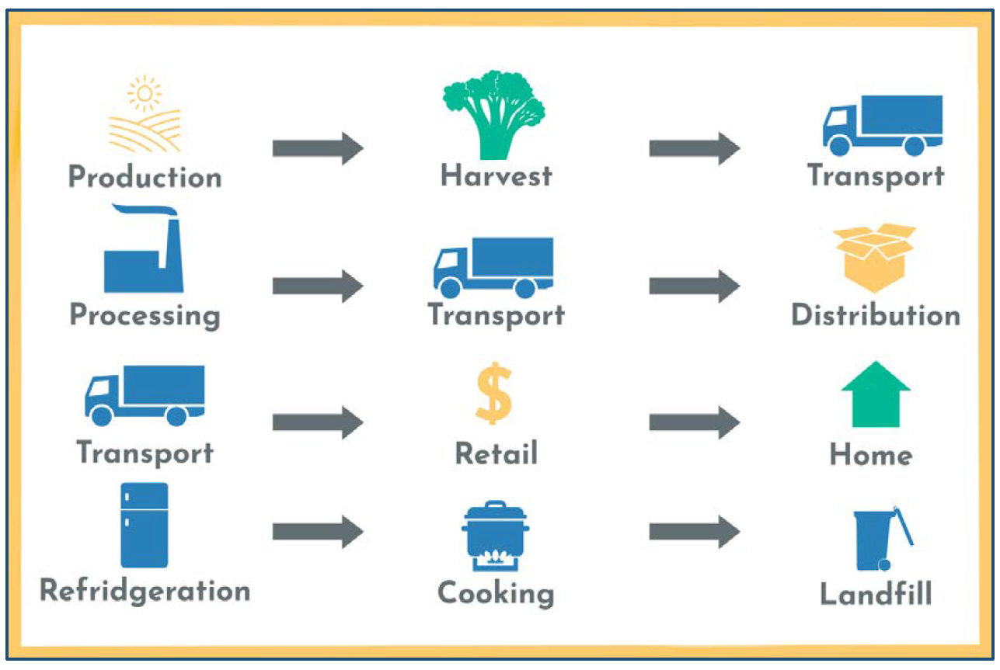 Production
Harvest
Transport
Processing
Transport
Distribution
Transport
$
Retail
Home
Refridgeration
Cooking
Landfill